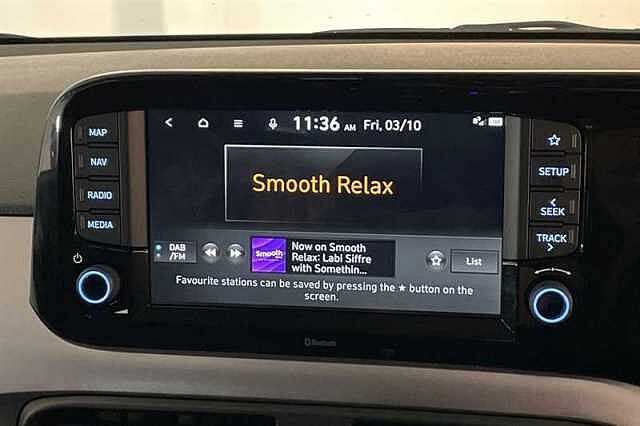 MAP
NAV
RADIO
MEDIA
11:36 AM Fri, 03/10
Smooth Relax
DAB
/FM
Smooth
Now on Smooth
Relax: Labi Siffre
with Somethin...
List
Favourite stations can be saved by pressing the ★ button on the
screen.
SETUP
<
SEEK
TRACK
>
Bluetooth